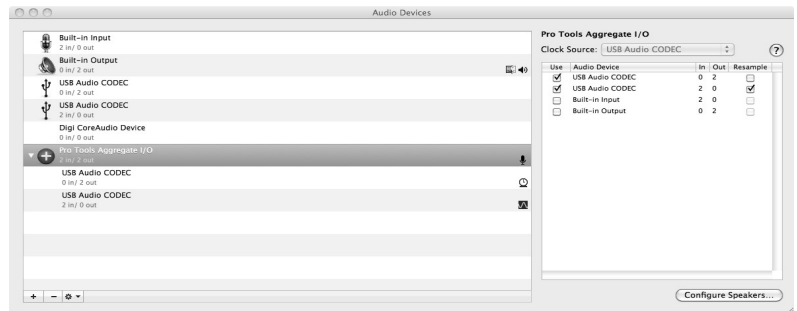 Audio Devices
Built-in Input
2 in/ 0 out
Built-in Output
0 in/ 2 out
USB Audio CODEC
0 in/ 2 out
USB Audio CODEC
2 in/ 0 out
Digi CoreAudio Device
0 in/ 0 out
Pro Tools Aggregate I/O
2 in/ 2 out
USB Audio CODEC
0 in/ 2 out
USB Audio CODEC
2 in/ 0 out
Pro Tools Aggregate I/O
Clock Source: USB Audio CODEC ?
Use Audio Device In Out Resample
USB Audio CODEC 0 2
USB Audio CODEC 2 0
Built-in Input 2 0
Built-in Output 0 2
Configure Speakers...